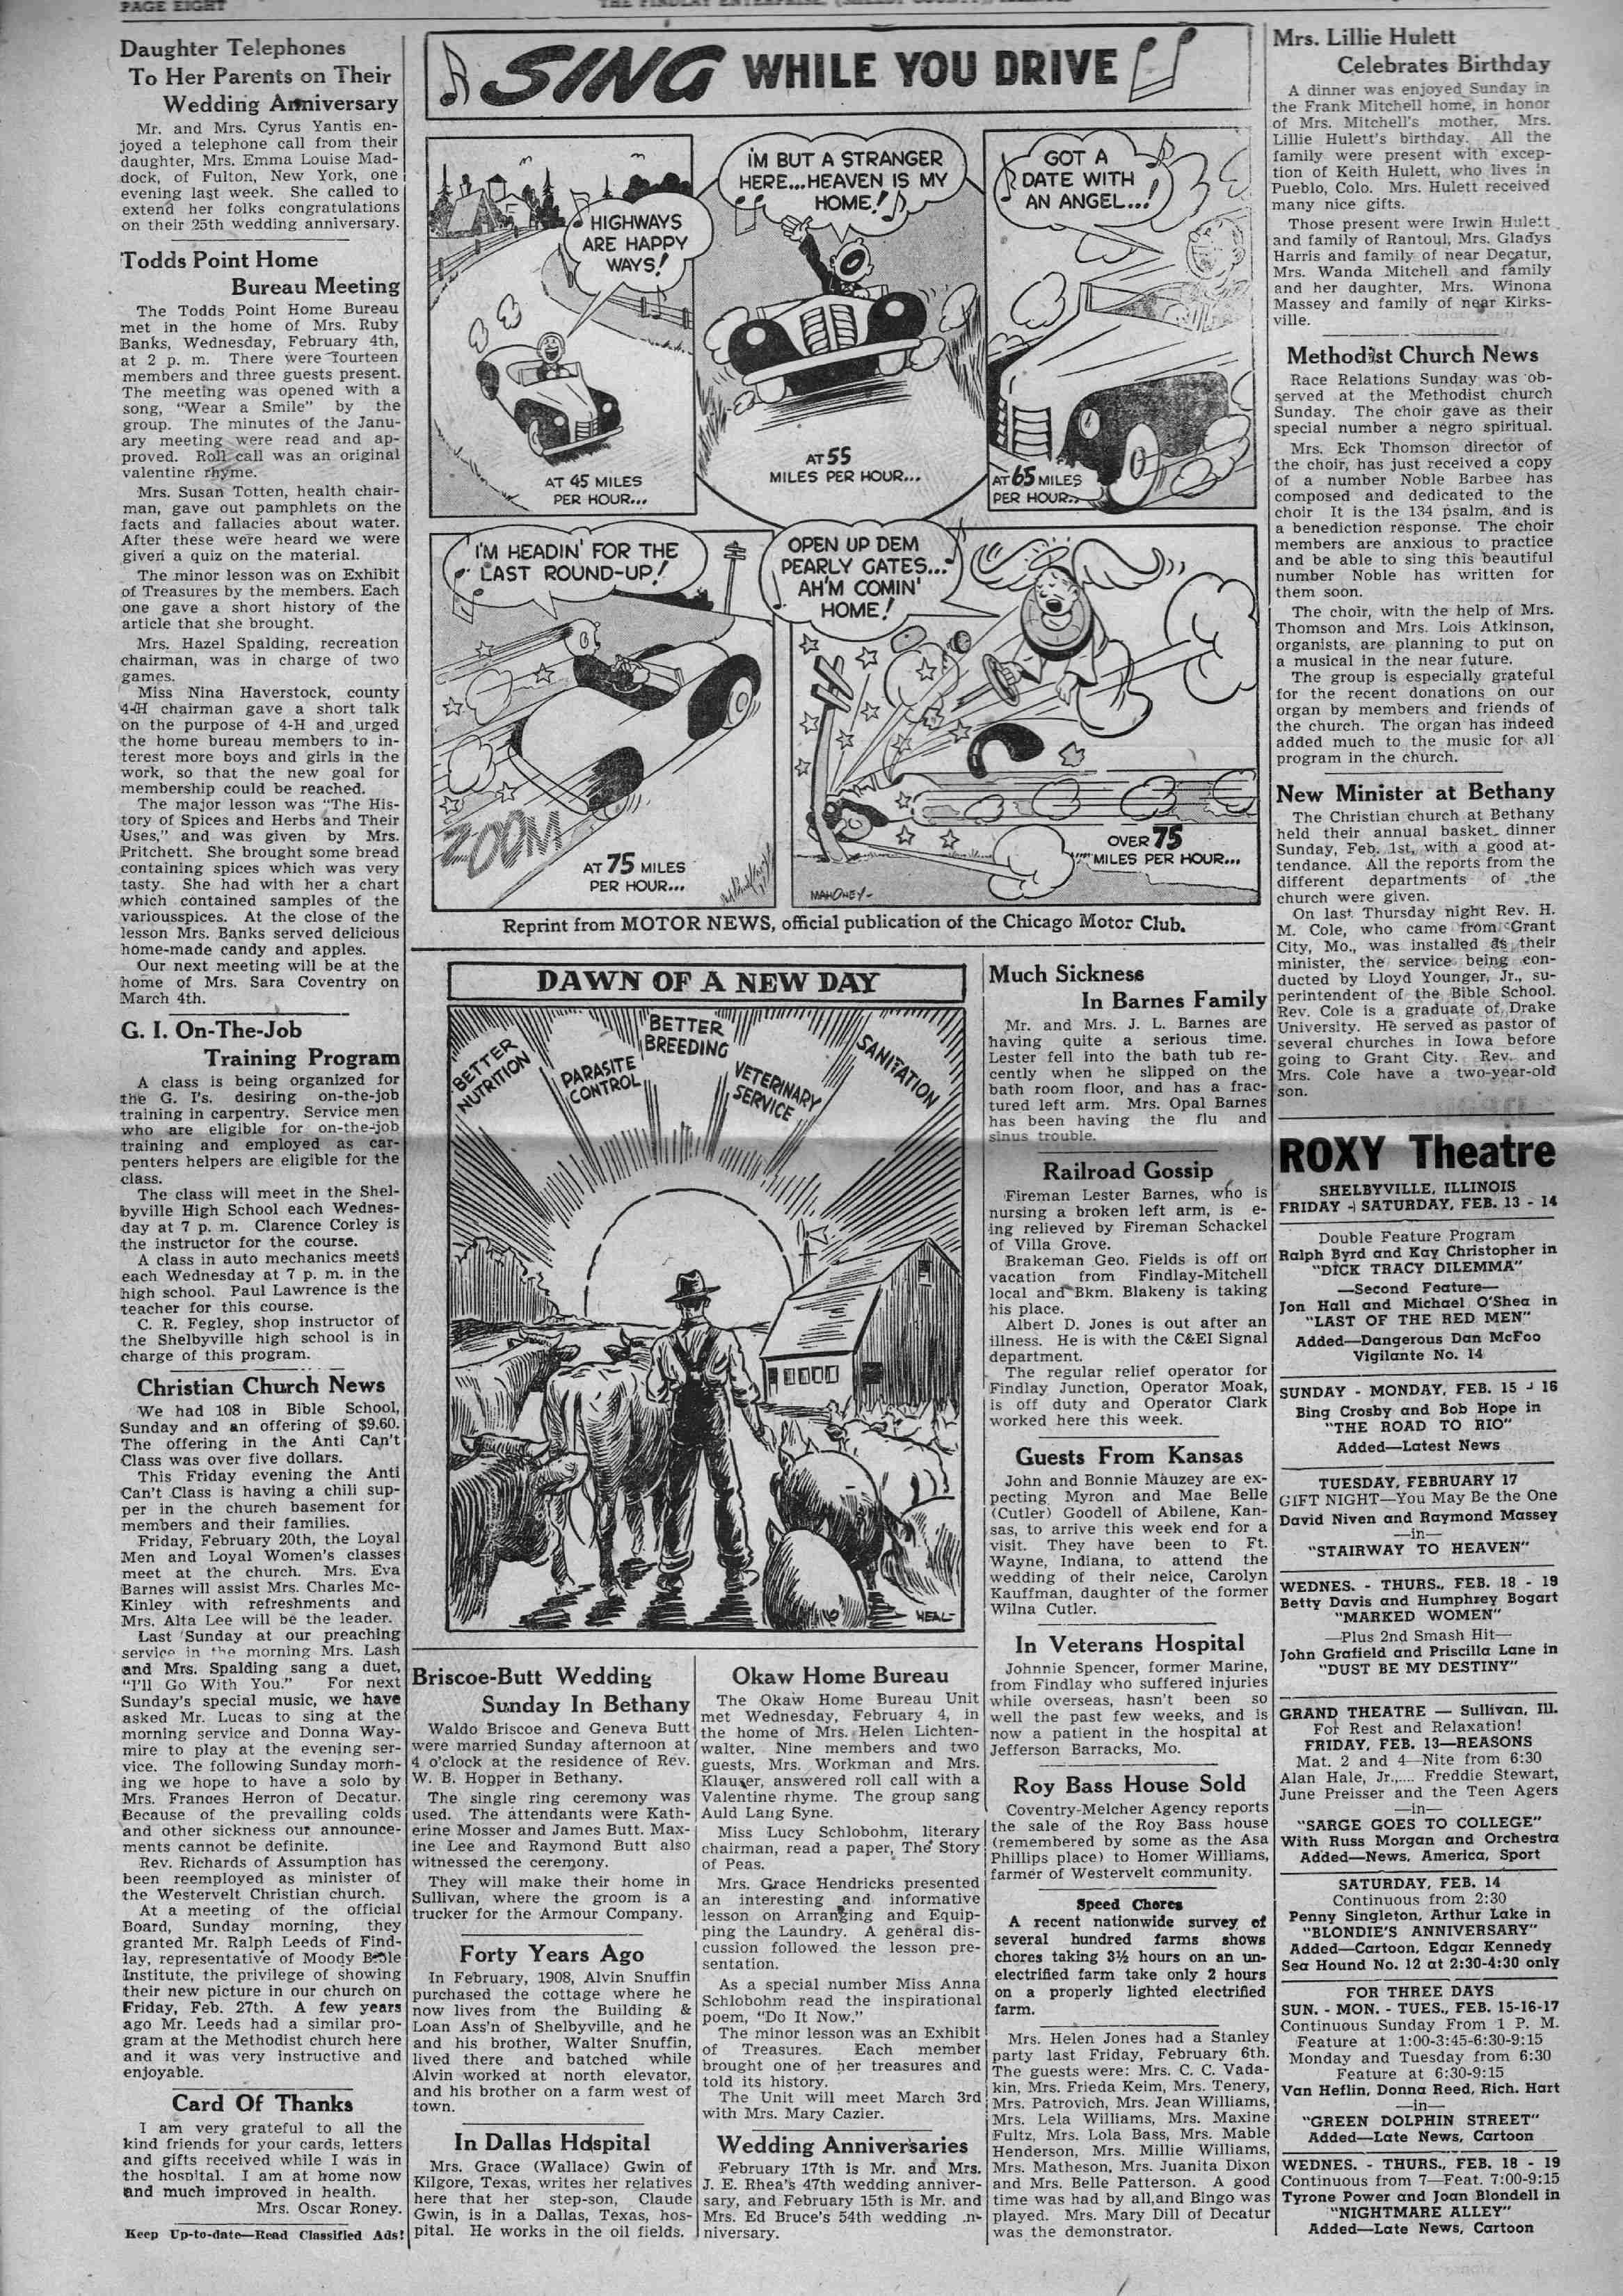 PAGE EIGHT
THE FINDLAY ENTERPRISE, (SHELBY COUNTY), ILLINOIS
Daughter Telephones
To Her Parents on Their
Wedding Anniversary
Mr. and Mrs. Cyrus Yantis en-
joyed a telephone call from their
daughter, Mrs. Emma Louise Mad-
dock, of Fulton, New York, one
evening last week. She called to
extend her folks congratulations
on their 25th wedding anniversary.
Todds Point Home
Bureau Meeting
The Todds Point Home Bureau
met in the home of Mrs. Ruby
Banks, Wednesday, February 4th,
at 2 p. m. There were fourteen
members and three guests present.
The meeting was opened with a
song, "Wear a Smile" by the
group. The minutes of the Janu-
ary meeting were read and ap-
proved. Roll call was an original
valentine rhyme.
Mrs. Susan Totten, health chair-
man, gave out pamphlets on the
facts and fallacies about water.
After these were heard we were
given a quiz on the material.
The minor lesson was on Exhibit
of Treasures by the members. Each
one gave a short history of the
article that she brought.
Mrs. Hazel Spalding, recreation
chairman, was in charge of two
games.
Miss Nina Haverstock, county
4-H chairman gave a short talk
on the purpose of 4-H and urged
the home bureau members to in-
terest more boys and girls in the
work, so that the new goal for
membership could be reached.
The major lesson was "The His-
tory of Spices and Herbs and Their
Uses," and was given by Mrs.
Pritchett. She brought some bread
containing spices which was very
tasty. She had with her a chart
which contained samples of the
variousspices. At the close of the
lesson Mrs. Banks served delicious
home-made candy and apples.
Our next meeting will be at the
home of Mrs. Sara Coventry on
March 4th.
G. I. On-The-Job
Training Program
A class is being organized for
the G. I's. desiring on-the-job
training in carpentry. Service men
who are eligible for on-the-job
training and employed as car-
penters helpers are eligible for the
class.
The class will meet in the Shel-
byville High School each Wednes-
day at 7 p. m. Clarence Corley is
the instructor for the course.
A class in auto mechanics meets
each Wednesday at 7 p. m. in the
high school. Paul Lawrence is the
teacher for this course.
C. R. Fegley, shop instructor of
the Shelbyville high school is in
charge of this program.
Christian Church News
We had 108 in Bible School,
Sunday and an offering of $9.60.
The offering in the Anti Can't
Class was over five dollars.
This Friday evening the Anti
Can't Class is having a chili sup-
per in the church basement for
members and their families.
Friday, February 20th, the Loyal
Men and Loyal Women's classes
meet at the church. Mrs. Eva
Barnes will assist Mrs. Charles Mc-
Kinley with refreshments and
Mrs. Alta Lee will be the leader.
Last Sunday at our preaching
service in the morning Mrs. Lash
and Mrs. Spalding sang a duet,
"I'll Go With You." For next
Sunday's special music, we have
asked Mr. Lucas to sing at the
morning service and Donna Way-
mire to play at the evening ser-
vice. The following Sunday morn-
ing we hope to have a solo by
Mrs. Frances Herron of Decatur.
Because of the prevailing colds
and other sickness our announce-
ments cannot be definite.
Rev. Richards of Assumption has
been reemployed as minister of
the Westervelt Christian church.
At a meeting of the official
Board, Sunday morning, they
granted Mr. Ralph Leeds of Find-
lay, representative of Moody Bible
Institute, the privilege of showing
their new picture in our church on
Friday, Feb. 27th. A few years
ago Mr. Leeds had a similar pro-
gram at the Methodist church here
and it was very instructive and
enjoyable.
Card Of Thanks
I am very grateful to all the
kind friends for your cards, letters
and gifts received while I was in
the hospital. I am at home now
and much improved in health.
Mrs. Oscar Roney.
Keep Up-to-date—Read Classified Ads!
SING WHILE YOU DRIVE
HIGHWAYS
ARE HAPPY
WAYS!
AT 45 MILES
PER HOUR...
I'M BUT A STRANGER
HERE...HEAVEN IS MY
HOME!
AT 55
MILES PER HOUR...
GOT A
DATE WITH
AN ANGEL...!
AT 65 MILES
PER HOUR...
I'M HEADIN' FOR THE
LAST ROUND-UP!
ZOOM
AT 75 MILES
PER HOUR...
OPEN UP DEM
PEARLY GATES...
AH'M COMIN'
HOME!
OVER 75
MILES PER HOUR...
MAHONEY-
Reprint from MOTOR NEWS, official publication of the Chicago Motor Club.
DAWN OF A NEW DAY
BETTER
NUTRITION
PARASITE
CONTROL
BETTER
BREEDING
VETERINARY
SERVICE
SANITATION
HEAL-
Briscoe-Butt Wedding
Sunday In Bethany
Waldo Briscoe and Geneva Butt
were married Sunday afternoon at
4 o'clock at the residence of Rev.
W. B. Hopper in Bethany.
The single ring ceremony was
used. The attendants were Kath-
erine Mosser and James Butt. Max-
ine Lee and Raymond Butt also
witnessed the ceremony.
They will make their home in
Sullivan, where the groom is a
trucker for the Armour Company.
Forty Years Ago
In February, 1908, Alvin Snuffin
purchased the cottage where he
now lives from the Building &
Loan Ass'n of Shelbyville, and he
and his brother, Walter Snuffin,
lived there and batched while
Alvin worked at north elevator,
and his brother on a farm west of
town.
In Dallas Hospital
Mrs. Grace (Wallace) Gwin of
Kilgore, Texas, writes her relatives
here that her step-son, Claude
Gwin, is in a Dallas, Texas, hos-
pital. He works in the oil fields.
Okaw Home Bureau
The Okaw Home Bureau Unit
met Wednesday, February 4, in
the home of Mrs. Helen Lichten-
walter. Nine members and two
guests, Mrs. Workman and Mrs.
Klauser, answered roll call with a
Valentine rhyme. The group sang
Auld Lang Syne.
Miss Lucy Schlobohm, literary
chairman, read a paper, The Story
of Peas.
Mrs. Grace Hendricks presented
an interesting and informative
lesson on Arranging and Equip-
ping the Laundry. A general dis-
cussion followed the lesson pre-
sentation.
As a special number Miss Anna
Schlobohm read the inspirational
poem, "Do It Now."
The minor lesson was an Exhibit
of Treasures. Each member
brought one of her treasures and
told its history.
The Unit will meet March 3rd
with Mrs. Mary Cazier.
Wedding Anniversaries
February 17th is Mr. and Mrs.
J. E. Rhea's 47th wedding anniver-
sary, and February 15th is Mr. and
Mrs. Ed Bruce's 54th wedding an-
niversary.
Much Sickness
In Barnes Family
Mr. and Mrs. J. L. Barnes are
having quite a serious time.
Lester fell into the bath tub re-
cently when he slipped on the
bath room floor, and has a frac-
tured left arm. Mrs. Opal Barnes
has been having the flu and
sinus trouble.
Railroad Gossip
Fireman Lester Barnes, who is
nursing a broken left arm, is e-
ing relieved by Fireman Schackel
of Villa Grove.
Brakeman Geo. Fields is off on
vacation from Findlay-Mitchell
local and Bkm. Blakeny is taking
his place.
Albert D. Jones is out after an
illness. He is with the C&EI Signal
department.
The regular relief operator for
Findlay Junction, Operator Moak,
is off duty and Operator Clark
worked here this week.
Guests From Kansas
John and Bonnie Mauzey are ex-
pecting Myron and Mae Belle
(Cutler) Goodell of Abilene, Kan-
sas, to arrive this week end for a
visit. They have been to Ft.
Wayne, Indiana, to attend the
wedding of their neice, Carolyn
Kauffman, daughter of the former
Wilna Cutler.
In Veterans Hospital
Johnnie Spencer, former Marine,
from Findlay who suffered injuries
while overseas, hasn't been so
well the past few weeks, and is
now a patient in the hospital at
Jefferson Barracks, Mo.
Roy Bass House Sold
Coventry-Melcher Agency reports
the sale of the Roy Bass house
(remembered by some as the Asa
Phillips place) to Homer Williams,
farmer of Westervelt community.
Speed Chores
A recent nationwide survey of
several hundred farms shows
chores taking 3½ hours on an un-
electrified farm take only 2 hours
on a properly lighted electrified
farm.
Mrs. Helen Jones had a Stanley
party last Friday, February 6th.
The guests were: Mrs. C. C. Vada-
kin, Mrs. Frieda Keim, Mrs. Tenery,
Mrs. Patrovich, Mrs. Jean Williams,
Mrs. Lela Williams, Mrs. Maxine
Fultz, Mrs. Lola Bass, Mrs. Mable
Henderson, Mrs. Millie Williams,
Mrs. Matheson, Mrs. Juanita Dixon
and Mrs. Belle Patterson. A good
time was had by all,and Bingo was
played. Mrs. Mary Dill of Decatur
was the demonstrator.
Mrs. Lillie Hulett
Celebrates Birthday
A dinner was enjoyed Sunday in
the Frank Mitchell home, in honor
of Mrs. Mitchell's mother, Mrs.
Lillie Hulett's birthday. All the
family were present with excep-
tion of Keith Hulett, who lives in
Pueblo, Colo. Mrs. Hulett received
many nice gifts.
Those present were Irwin Hulett
and family of Rantoul, Mrs. Gladys
Harris and family of near Decatur,
Mrs. Wanda Mitchell and family
and her daughter, Mrs. Winona
Massey and family of near Kirks-
ville.
Methodist Church News
Race Relations Sunday was ob-
served at the Methodist church
Sunday. The choir gave as their
special number a negro spiritual.
Mrs. Eck Thomson director of
the choir, has just received a copy
of a number Noble Barbee has
composed and dedicated to the
choir It is the 134 psalm, and is
a benediction response. The choir
members are anxious to practice
and be able to sing this beautiful
number Noble has written for
them soon.
The choir, with the help of Mrs.
Thomson and Mrs. Lois Atkinson,
organists, are planning to put on
a musical in the near future.
The group is especially grateful
for the recent donations on our
organ by members and friends of
the church. The organ has indeed
added much to the music for all
program in the church.
New Minister at Bethany
The Christian church at Bethany
held their annual basket dinner
Sunday, Feb. 1st, with a good at-
tendance. All the reports from the
different departments of the
church were given.
On last Thursday night Rev. H.
M. Cole, who came from Grant
City, Mo., was installed as their
minister, the service being con-
ducted by Lloyd Younger, Jr., su-
perintendent of the Bible School.
Rev. Cole is a graduate of Drake
University. He served as pastor of
several churches in Iowa before
going to Grant City. Rev. and
Mrs. Cole have a two-year-old
son.
ROXY Theatre
SHELBYVILLE, ILLINOIS
FRIDAY - SATURDAY, FEB. 13 - 14
Double Feature Program
Ralph Byrd and Kay Christopher in
"DICK TRACY DILEMMA"
—Second Feature—
Jon Hall and Michael O'Shea in
"LAST OF THE RED MEN"
Added—Dangerous Dan McFoo
Vigilante No. 14
SUNDAY - MONDAY, FEB. 15 - 16
Bing Crosby and Bob Hope in
"THE ROAD TO RIO"
Added—Latest News
TUESDAY, FEBRUARY 17
GIFT NIGHT—You May Be the One
David Niven and Raymond Massey
—in—
"STAIRWAY TO HEAVEN"
WEDNES. - THURS., FEB. 18 - 19
Betty Davis and Humphrey Bogart
"MARKED WOMEN"
—Plus 2nd Smash Hit—
John Grafield and Priscilla Lane in
"DUST BE MY DESTINY"
GRAND THEATRE — Sullivan, Ill.
For Rest and Relaxation!
FRIDAY, FEB. 13—REASONS
Mat. 2 and 4—Nite from 6:30
Alan Hale, Jr.,.... Freddie Stewart,
June Preisser and the Teen Agers
—in—
"SARGE GOES TO COLLEGE"
With Russ Morgan and Orchestra
Added—News, America, Sport
SATURDAY, FEB. 14
Continuous from 2:30
Penny Singleton, Arthur Lake in
"BLONDIE'S ANNIVERSARY"
Added—Cartoon, Edgar Kennedy
Sea Hound No. 12 at 2:30-4:30 only
FOR THREE DAYS
SUN. - MON. - TUES., FEB. 15-16-17
Continuous Sunday From 1 P. M.
Feature at 1:00-3:45-6:30-9:15
Monday and Tuesday from 6:30
Feature at 6:30-9:15
Van Heflin, Donna Reed, Rich. Hart
—in—
"GREEN DOLPHIN STREET"
Added—Late News, Cartoon
WEDNES. - THURS., FEB. 18 - 19
Continuous from 7—Feat. 7:00-9:15
Tyrone Power and Joan Blondell in
"NIGHTMARE ALLEY"
Added—Late News, Cartoon